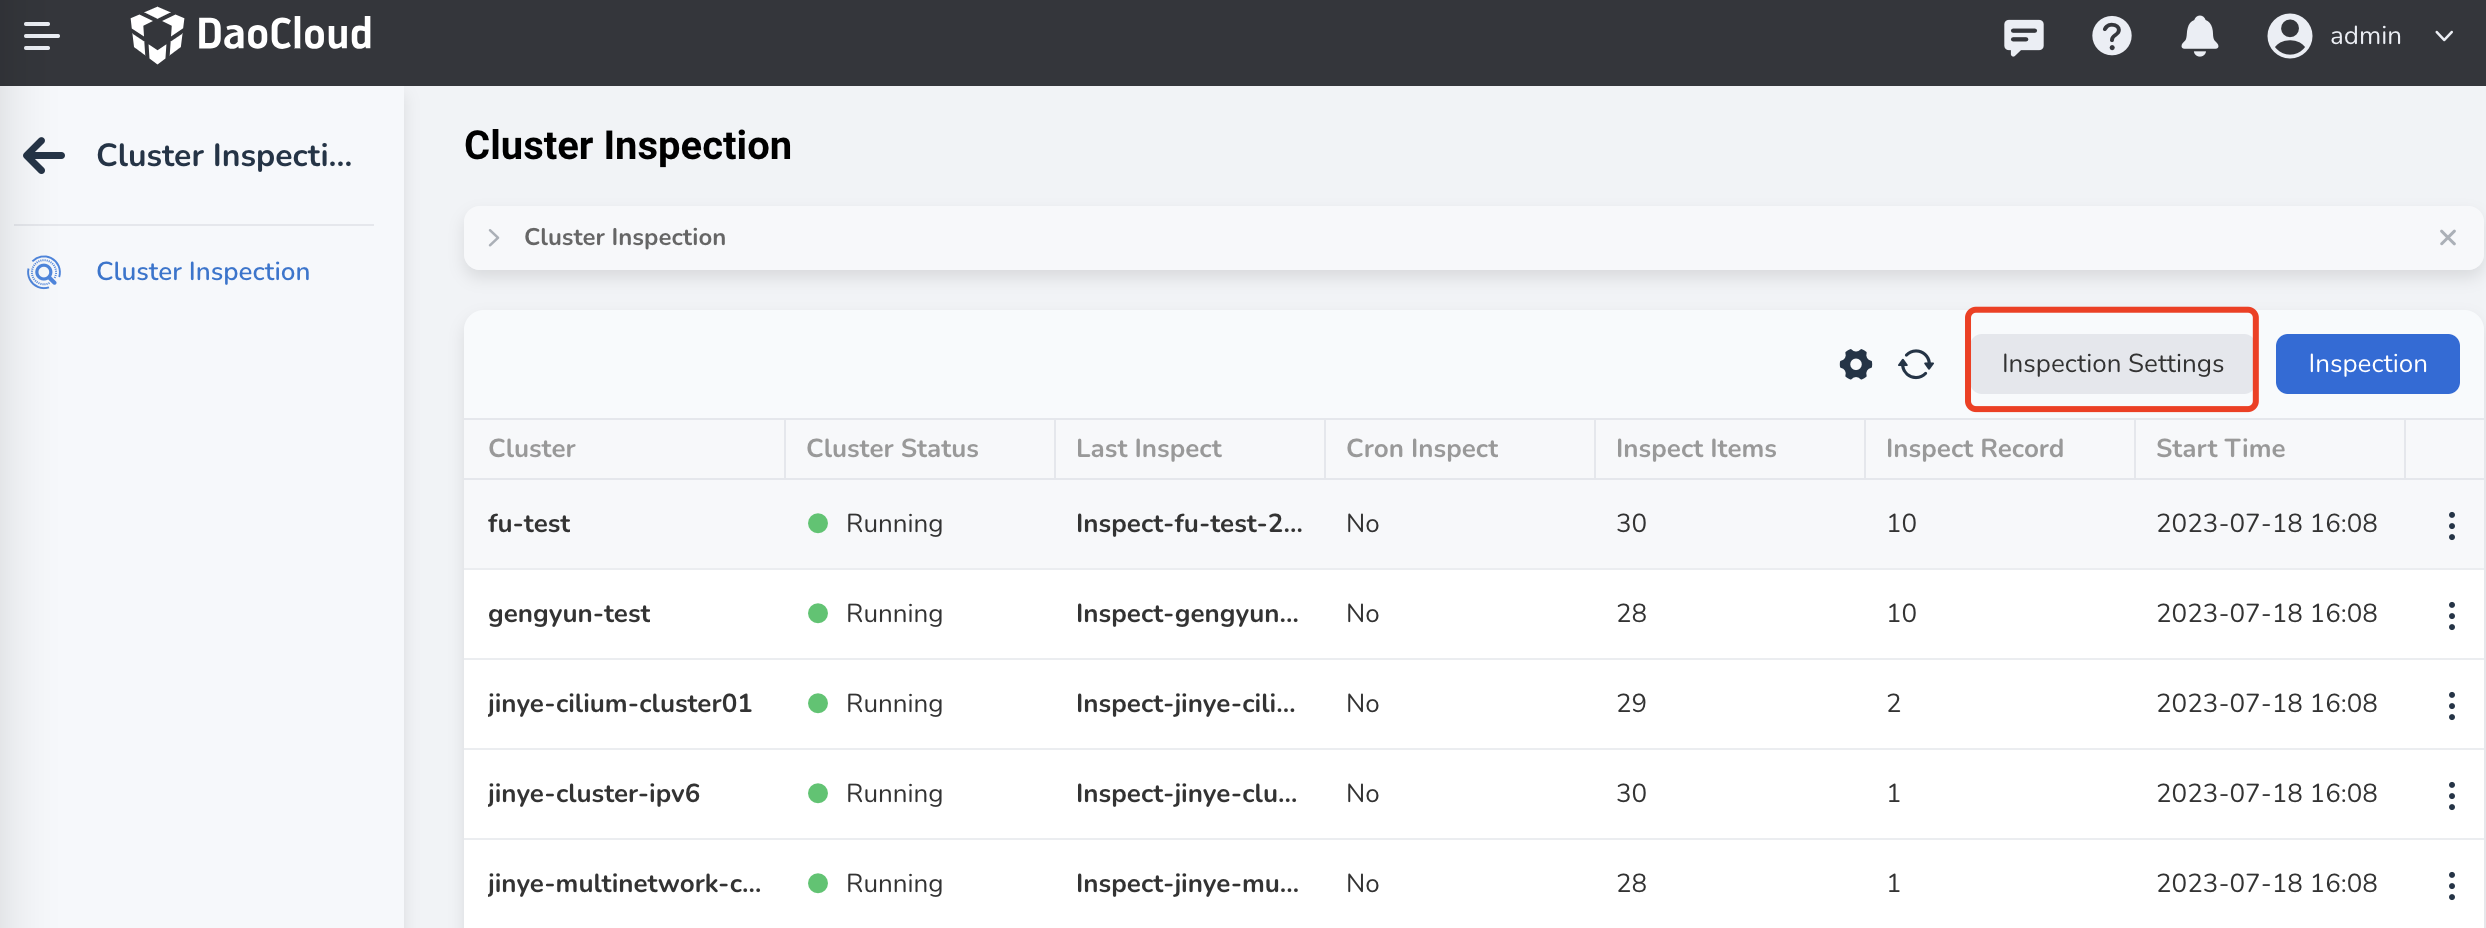 DaoCloud
admin
Cluster Inspecti...
Cluster Inspection
Cluster Inspection
Cluster Inspection
Inspection Settings
Inspection
Cluster Cluster Status Last Inspect Cron Inspect Inspect Items Inspect Record Start Time
fu-test Running Inspect-fu-test-2... No 30 10 2023-07-18 16:08
gengyun-test Running Inspect-gengyun... No 28 10 2023-07-18 16:08
jinye-cilium-cluster01 Running Inspect-jinye-cili... No 29 2 2023-07-18 16:08
jinye-cluster-ipv6 Running Inspect-jinye-clu... No 30 1 2023-07-18 16:08
jinye-multinetwork-c... Running Inspect-jinye-mu... No 28 1 2023-07-18 16:08